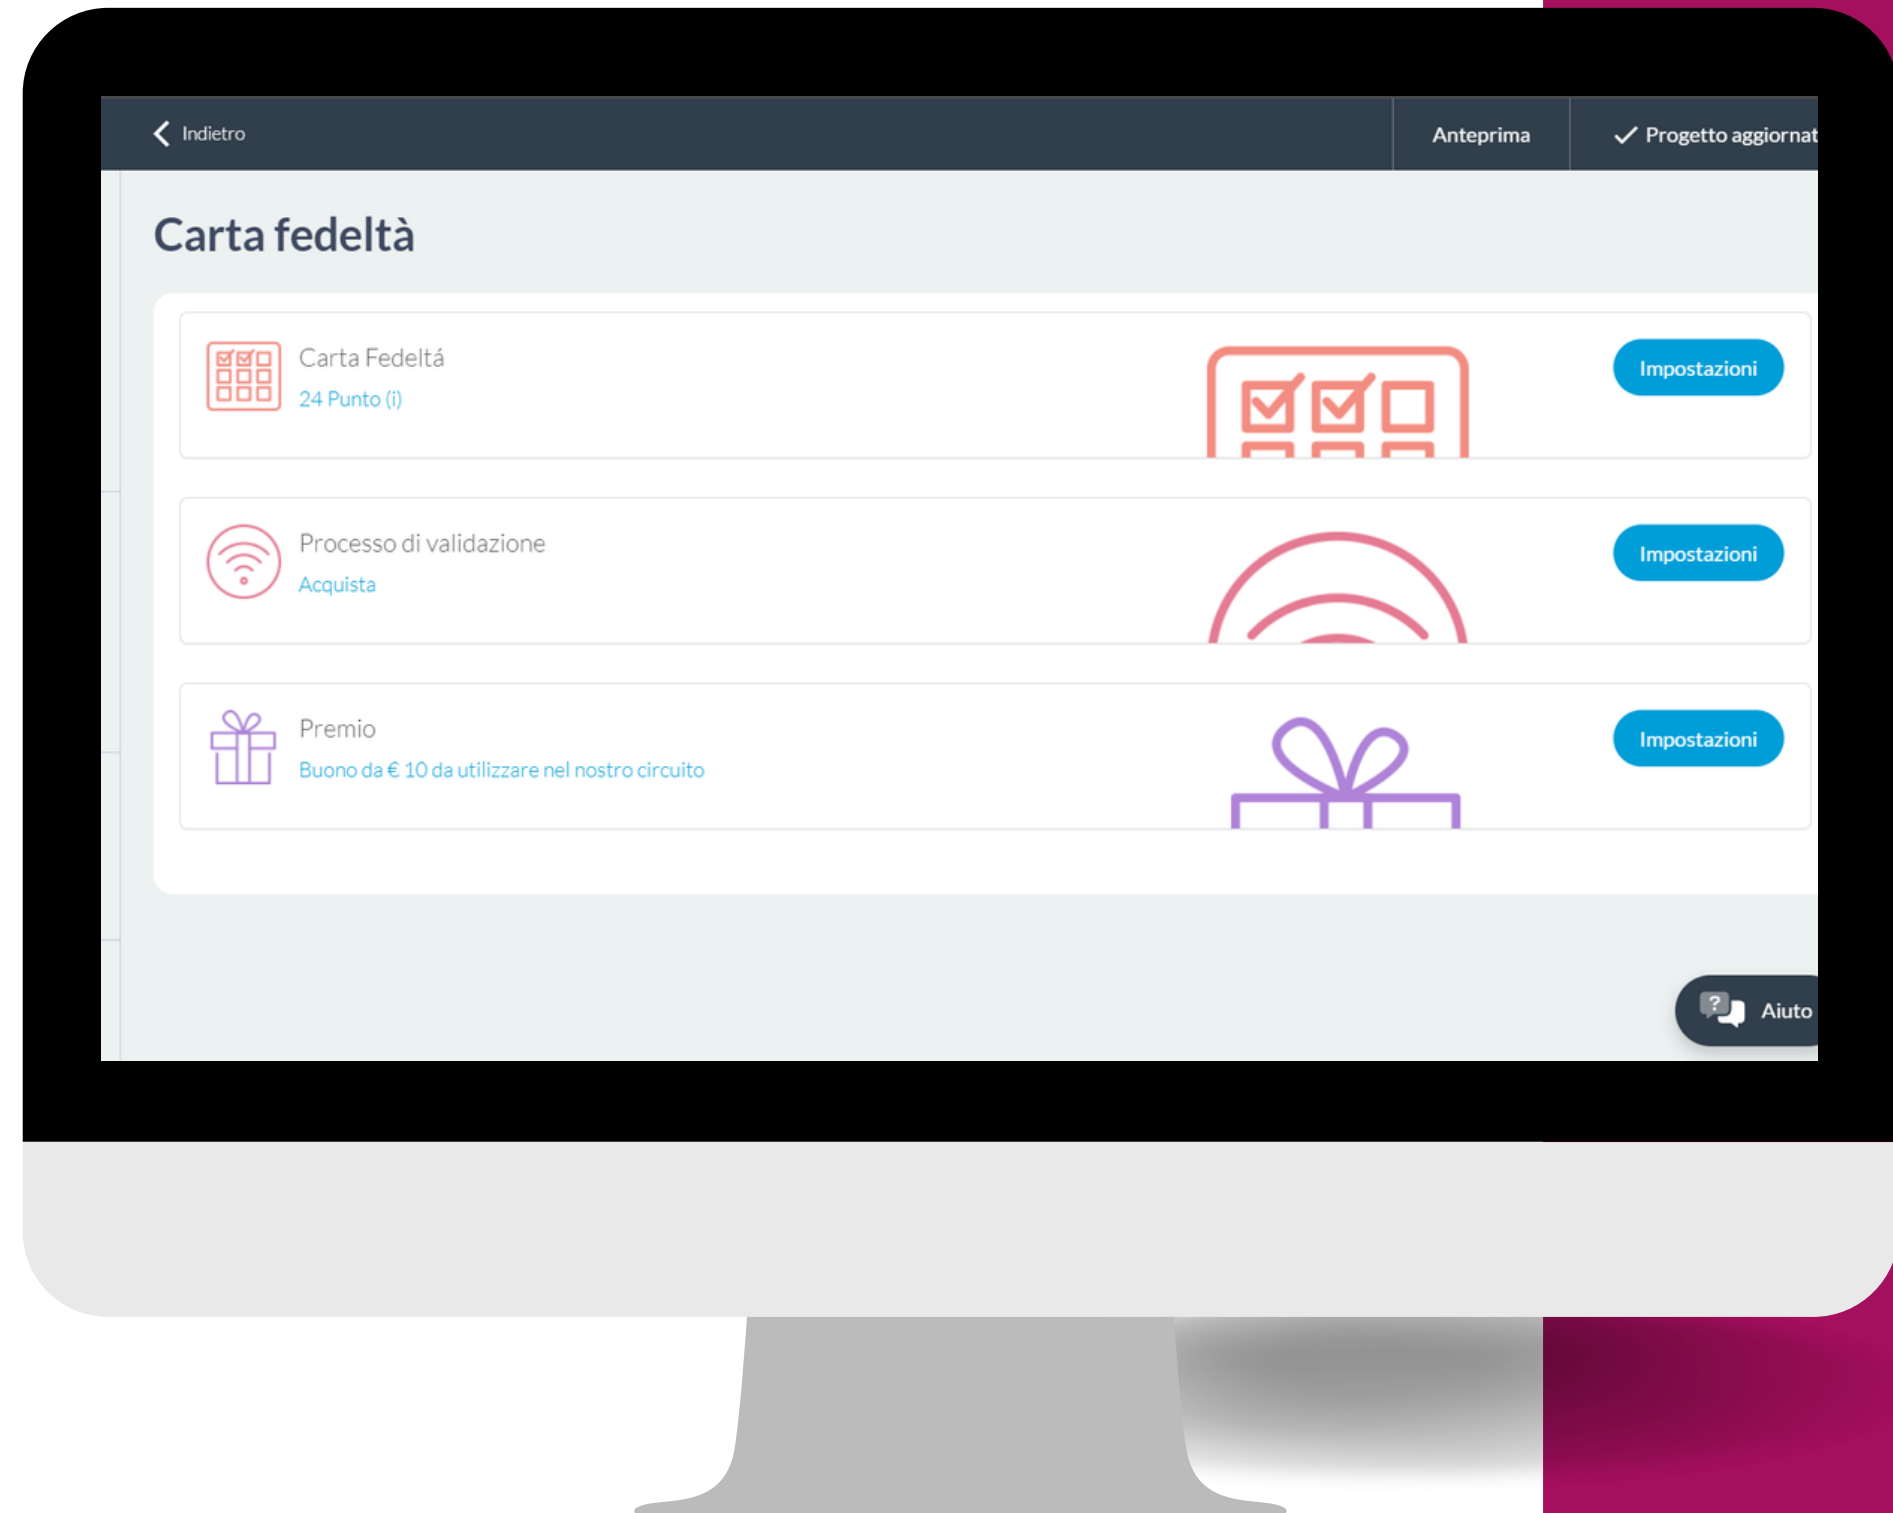 Indietro
Anteprima
Progetto aggiornat
Carta fedeltà
Carta Fedeltá
24 Punto (i)
Impostazioni
Processo di validazione
Acquista
Impostazioni
Premio
Buono da € 10 da utilizzare nel nostro circuito
Impostazioni
? Aiuto